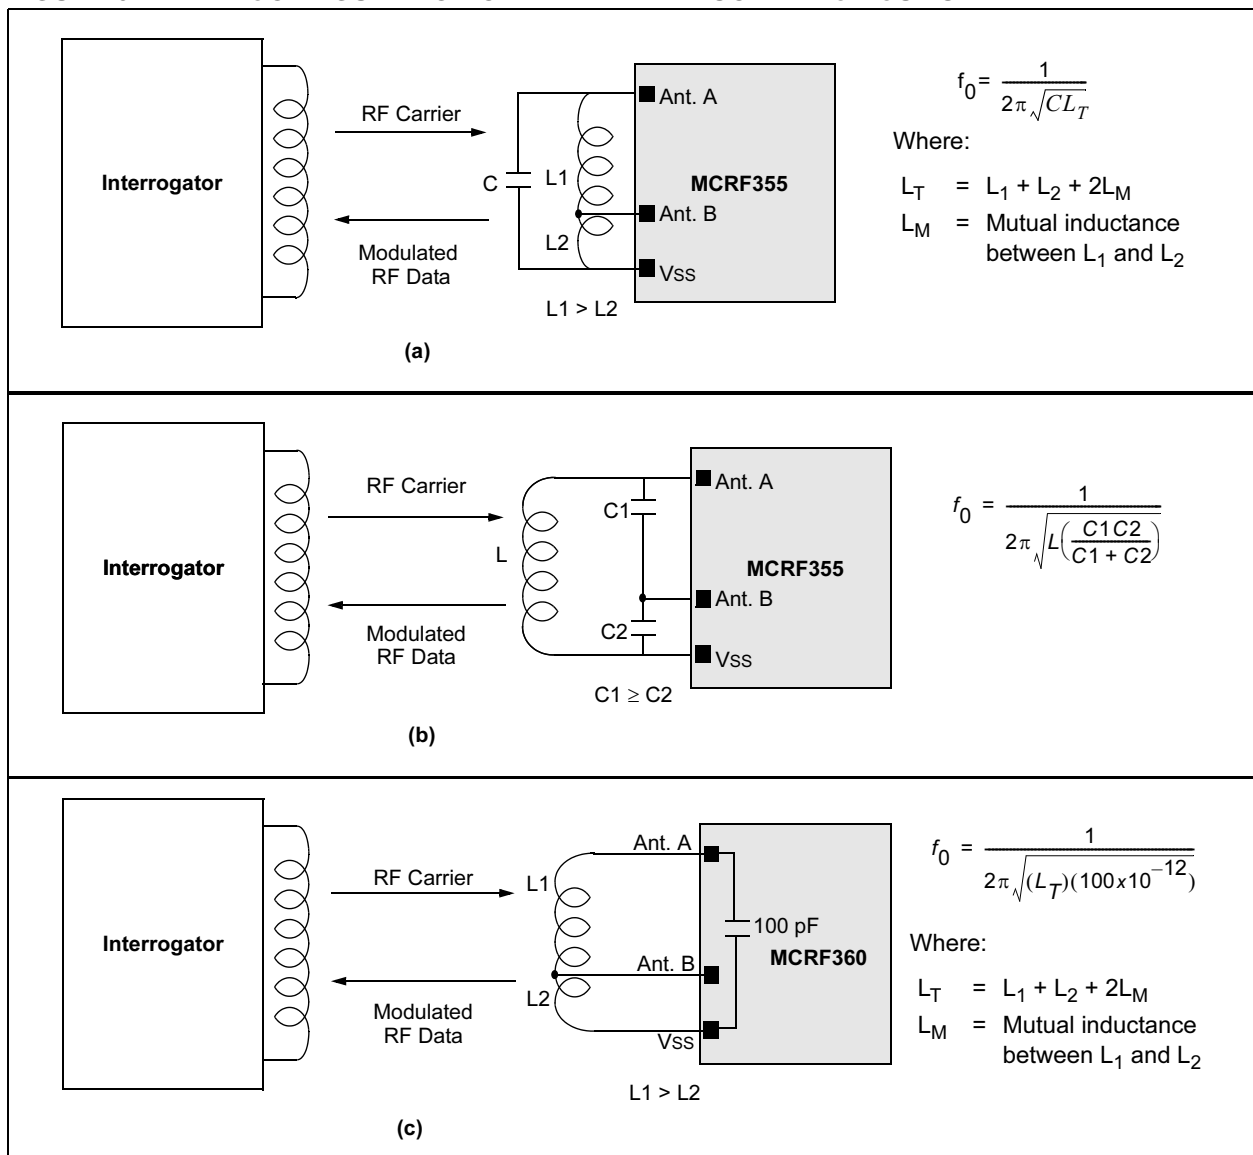 Interrogator
RF Carrier
Modulated
RF Data
C
L1
L2
L1 > L2
Ant. A
MCRF355
Ant. B
VSS
f0 = 1 / 2π√CLT
Where:
LT = L1 + L2 + 2LM
LM = Mutual inductance
between L1 and L2
(a)
Interrogator
RF Carrier
Modulated
RF Data
L
C1
C2
C1 ≥ C2
Ant. A
MCRF355
Ant. B
VSS
f0 = 1 / 2π√L(C1C2 / C1 + C2)
(b)
Interrogator
RF Carrier
Modulated
RF Data
L1
L2
Ant. A
Ant. B
VSS
100 pF
MCRF360
L1 > L2
f0 = 1 / 2π√(LT)(100x10^−12)
Where:
LT = L1 + L2 + 2LM
LM = Mutual inductance
between L1 and L2
(c)